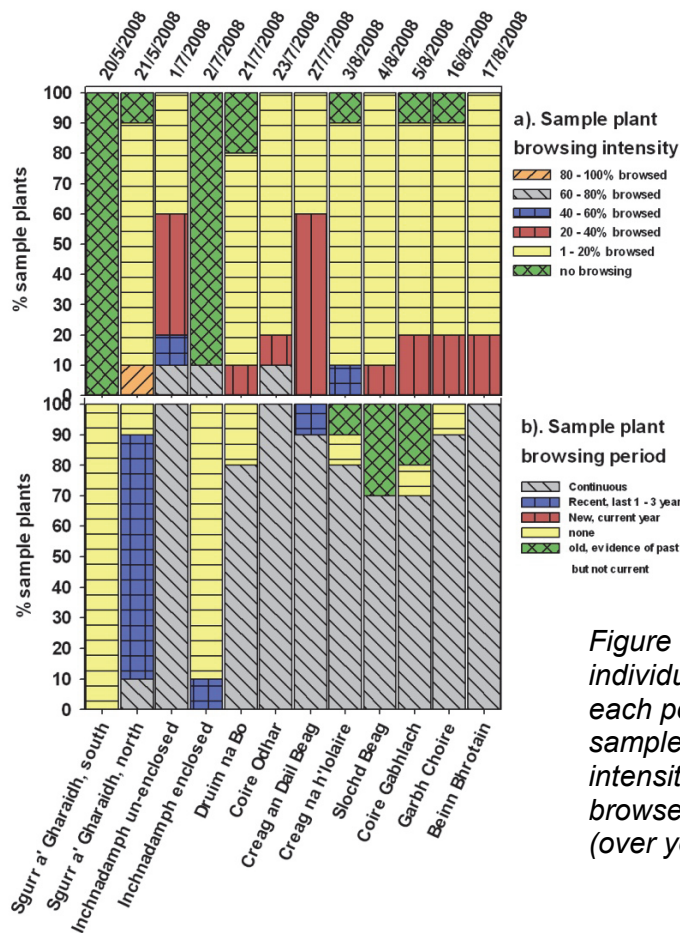 20/5/2008
21/5/2008
1/7/2008
2/7/2008
21/7/2008
23/7/2008
27/7/2008
3/8/2008
4/8/2008
5/8/2008
16/8/2008
17/8/2008
% sample plants
100
90
80
70
60
50
40
30
20
10
0
a). Sample plant
browsing intensity
80 - 100% browsed
60 - 80% browsed
40 - 60% browsed
20 - 40% browsed
1 - 20% browsed
no browsing
% sample plants
100
90
80
70
60
50
40
30
20
10
0
b). Sample plant
browsing period
Continuous
Recent, last 1 - 3 year
New, current year
none
old, evidence of past
but not current
Sgurr a' Gharaidh, south
Sgurr a' Gharaidh, north
Inchnadamph un-enclosed
Inchnadamph enclosed
Druim na Bo
Coire Odhar
Creag an Dail Beag
Creag na h'Iolaire
Slochd Beag
Coire Gabhlach
Garbh Choire
Beinn Bhrotain
Figure
individu
each po
sample
intensit
browse
(over ye